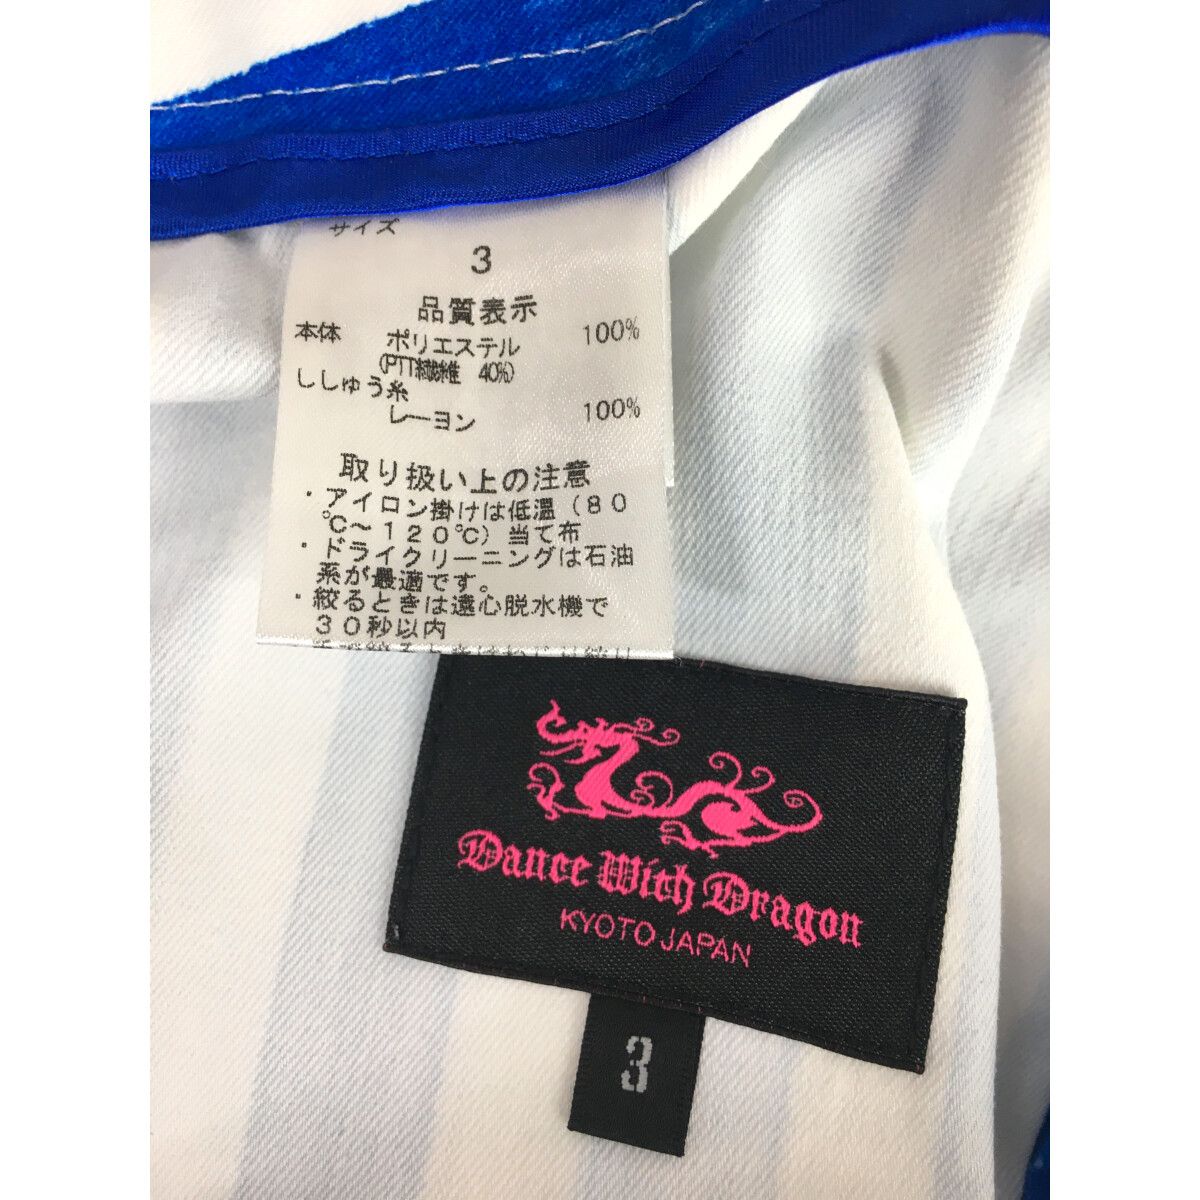 サイズ
3
品質表示
本体 ポリエステル 100%
(PTT繊維 40%)
ししゅう糸
レーヨン 100%
取り扱い上の注意
・アイロン掛けは低温(80
℃~120℃)当て布
・ドライクリーニングは石油
系が最適です。
・絞るときは遠心脱水機で
30秒以内
Dance With Dragon
KYOTO JAPAN
3